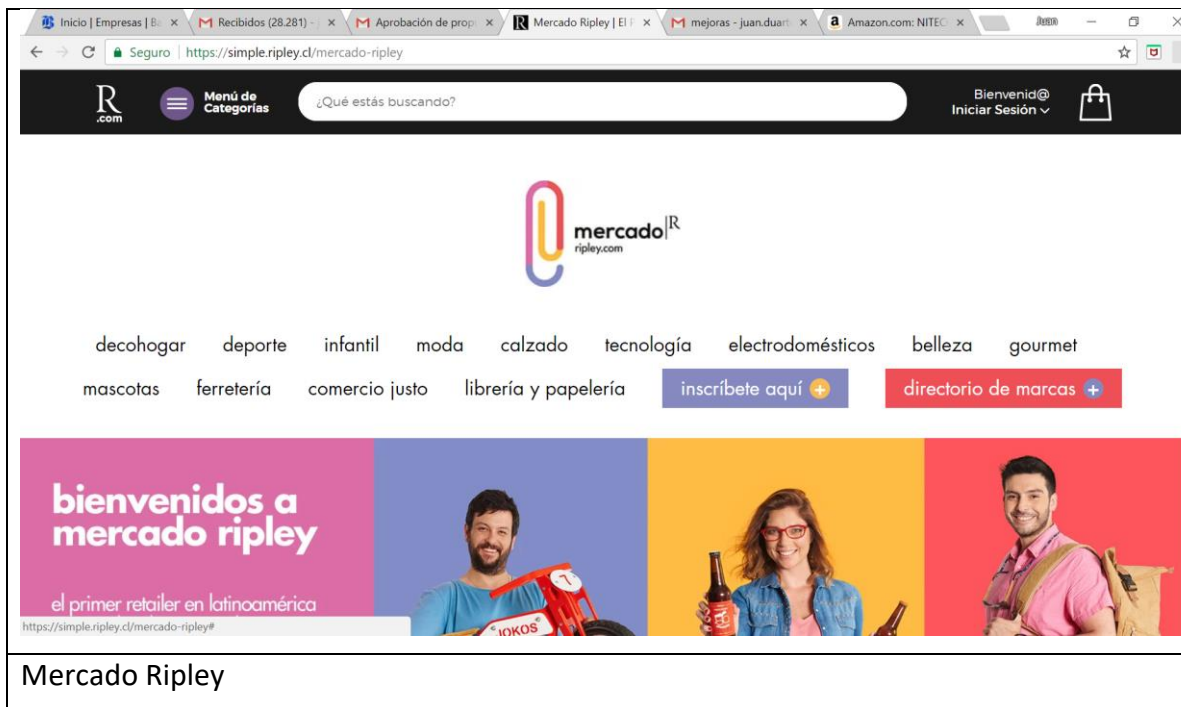 Inicio | Empresas | Ba
Recibidos (28.281) - j
Aprobación de prop
Mercado Ripley | El P
mejoras - juan.duart
Amazon.com: NITEC
Juan
Seguro | https://simple.ripley.cl/mercado-ripley
R
.com
Menú de
Categorías
¿Qué estás buscando?
Bienvenid@
Iniciar Sesión
mercado|R
ripley.com
decohogar deporte infantil moda calzado tecnología electrodomésticos belleza gourmet
mascotas ferretería comercio justo librería y papelería inscríbete aquí + directorio de marcas +
bienvenidos a
mercado ripley
el primer retailer en latinoamérica
https://simple.ripley.cl/mercado-ripley#
7
JOKOS
Mercado Ripley